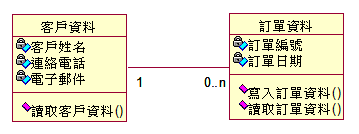 客戶資料
客戶姓名
連絡電話
電子郵件
讀取客戶資料()
1
0..n
訂單資料
訂單編號
訂單日期
寫入訂單資料()
讀取訂單資料()